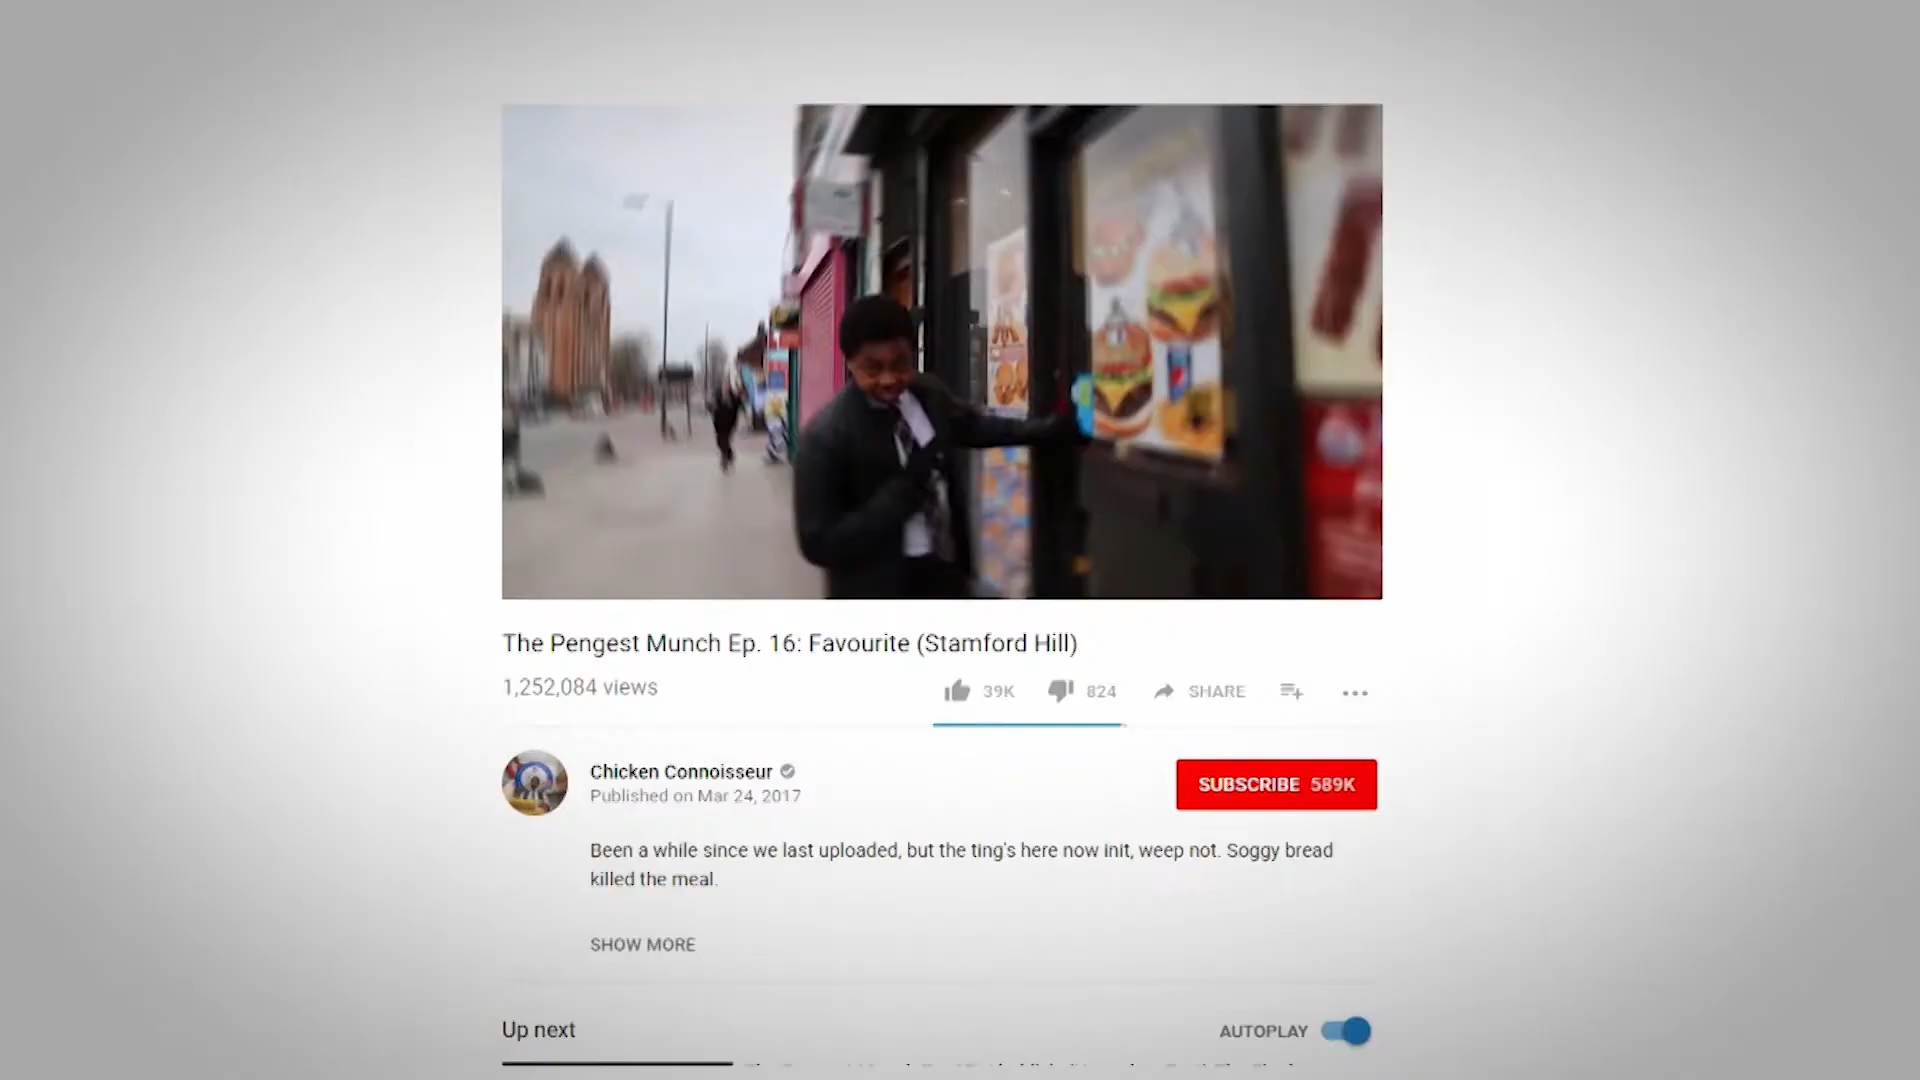 The Pengest Munch Ep. 16: Favourite (Stamford Hill)
1,252,084 views
39K
824
SHARE
Chicken Connoisseur
Published on Mar 24, 2017
SUBSCRIBE 589K
Been a while since we last uploaded, but the ting's here now init, weep not. Soggy bread
killed the meal.
SHOW MORE
Up next
AUTOPLAY